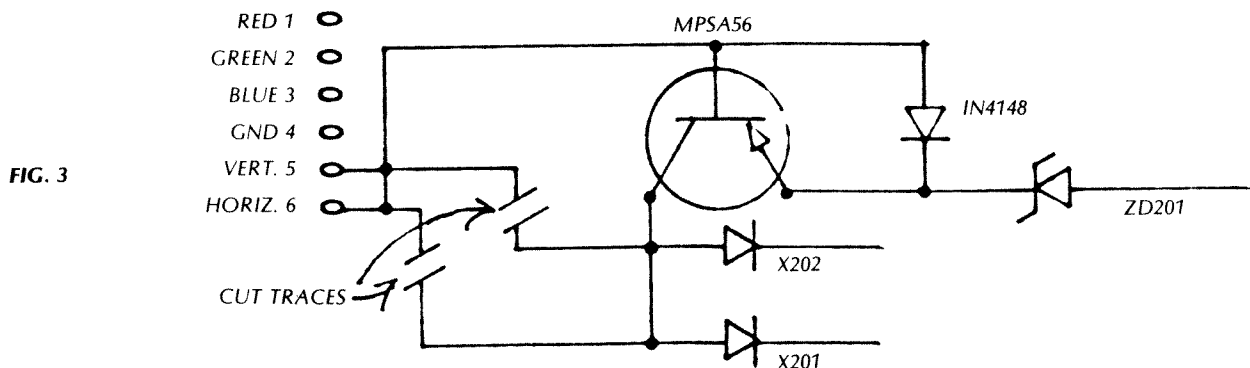 RED 1
GREEN 2
BLUE 3
GND 4
VERT. 5
HORIZ. 6
FIG. 3
CUT TRACES
MPSA56
IN4148
ZD201
X202
X201